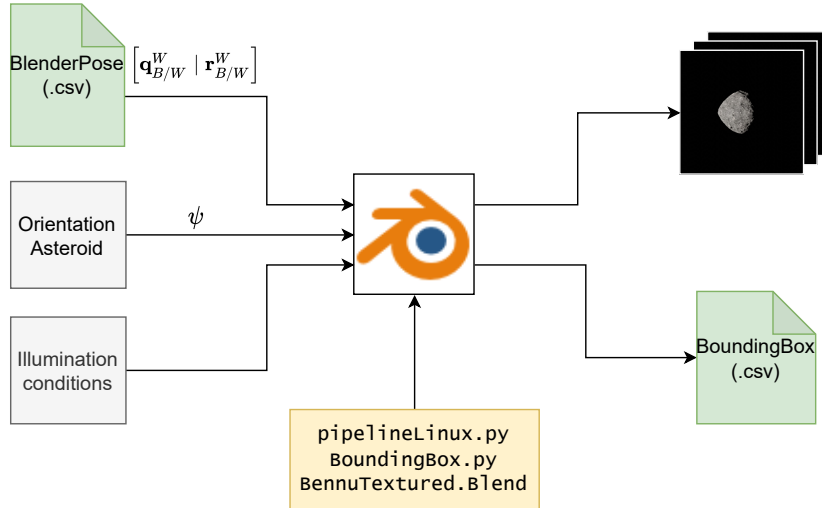 BlenderPose
(.csv)
[q^W_{B/W} | r^W_{B/W}]
Orientation
Asteroid
ψ
Illumination
conditions
BoundingBox
(.csv)
pipelineLinux.py
BoundingBox.py
BennuTextured.Blend